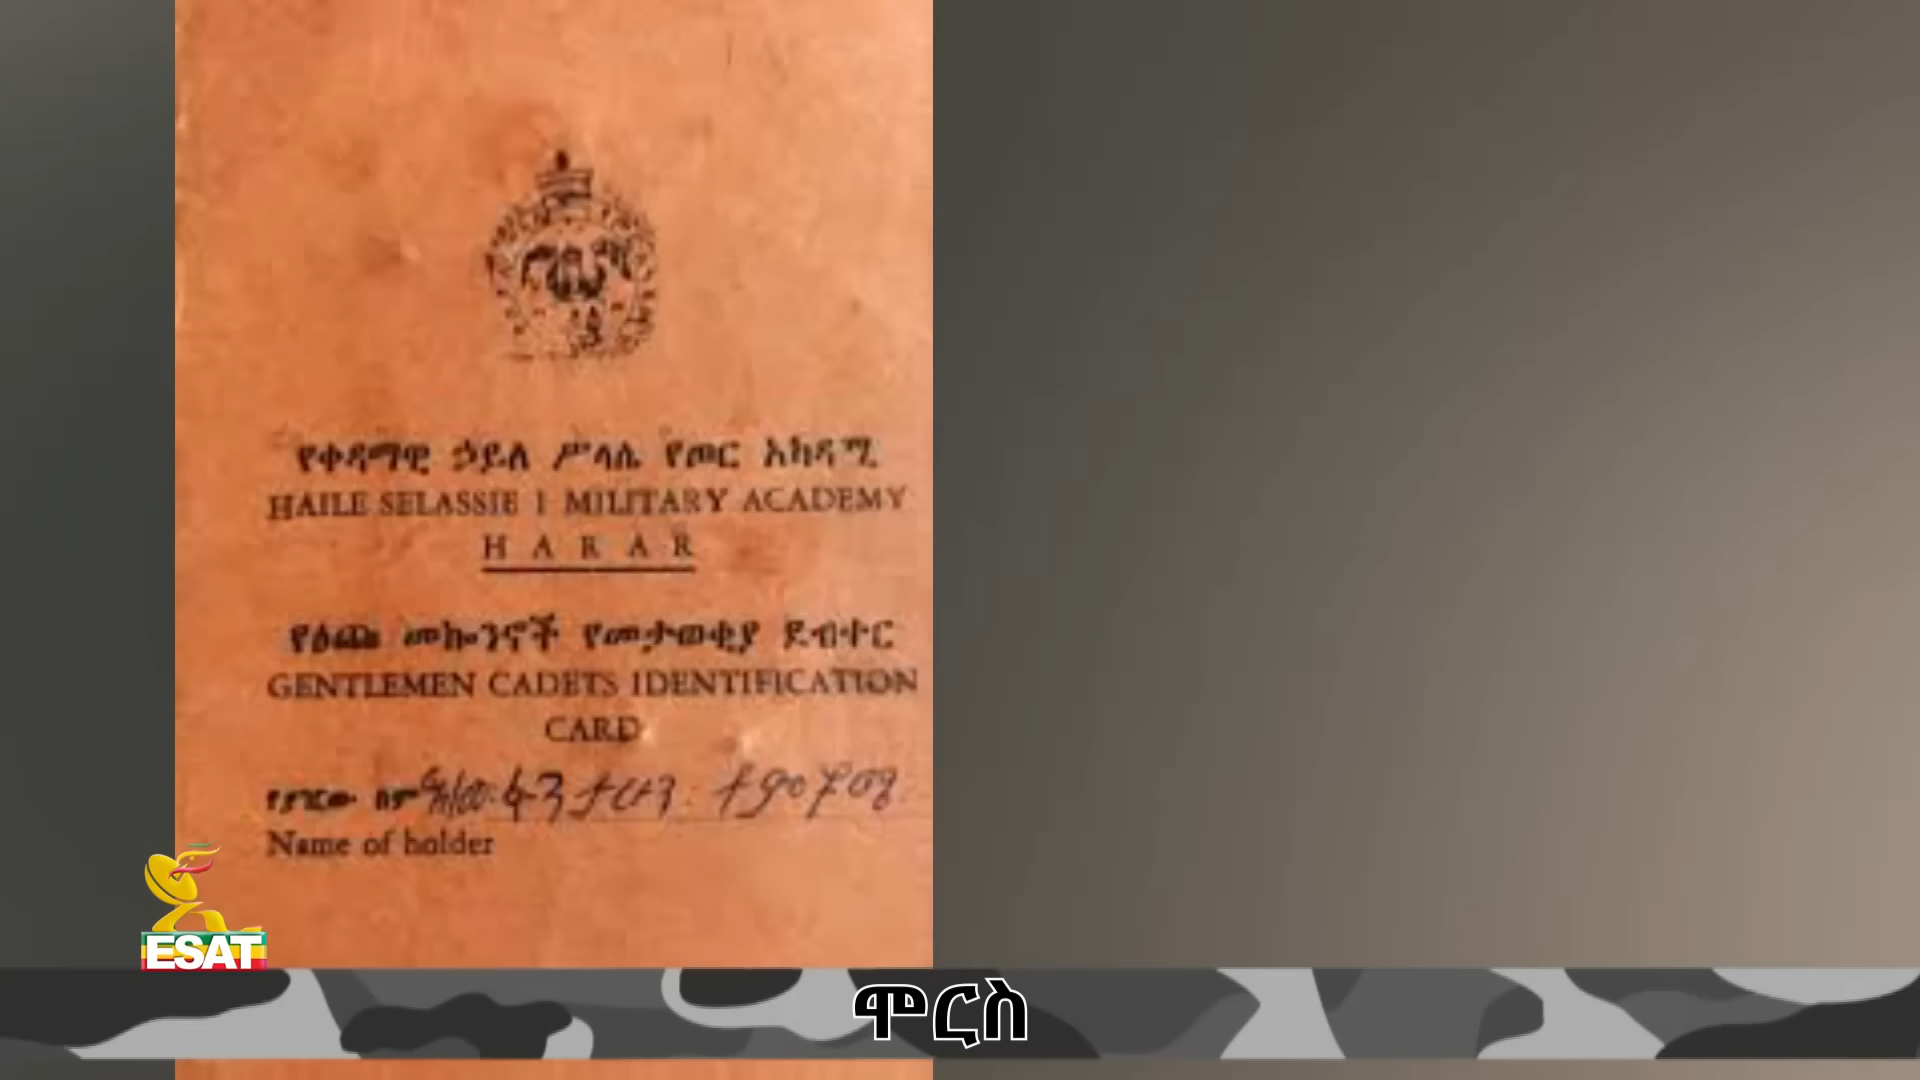 የቀዳማዊ ኃይለ ሥላሴ የጦር አካዳሚ
HAILE SELASSIE I MILITARY ACADEMY
HARAR
የዕጩ መኰንኖች የመታወቂያ ደብተር
GENTLEMEN CADETS IDENTIFICATION
CARD
Name of holder
ESAT
ሞርስ